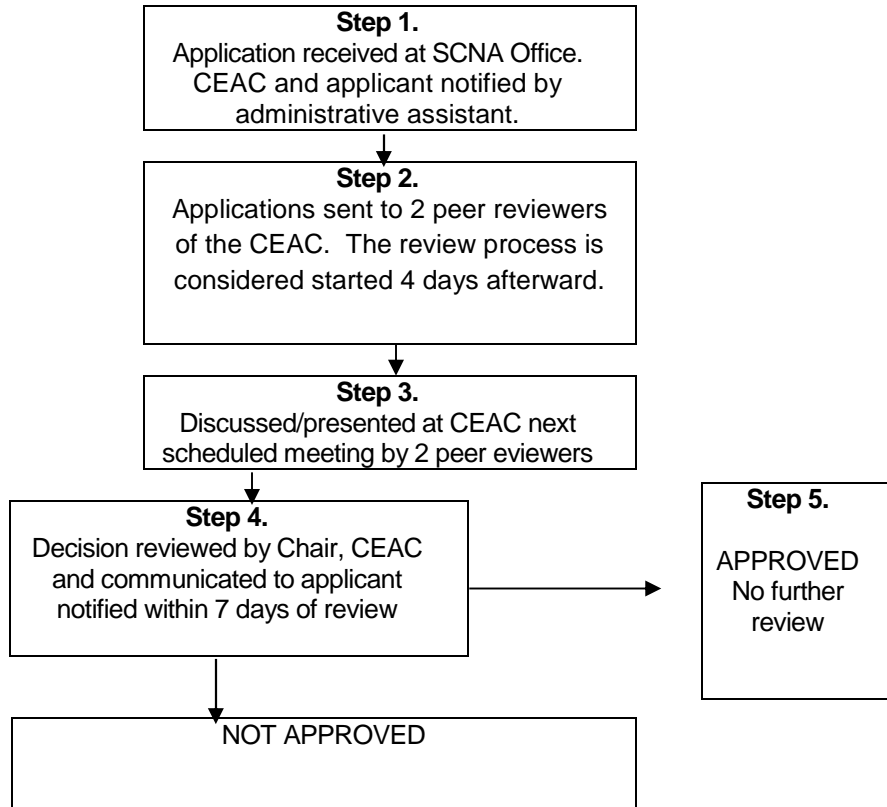 Step 1.
Application received at SCNA Office.
CEAC and applicant notified by
administrative assistant.
Step 2.
Applications sent to 2 peer reviewers
of the CEAC. The review process is
considered started 4 days afterward.
Step 3.
Discussed/presented at CEAC next
scheduled meeting by 2 peer eviewers
Step 4.
Decision reviewed by Chair, CEAC
and communicated to applicant
notified within 7 days of review
Step 5.
APPROVED
No further
review
NOT APPROVED